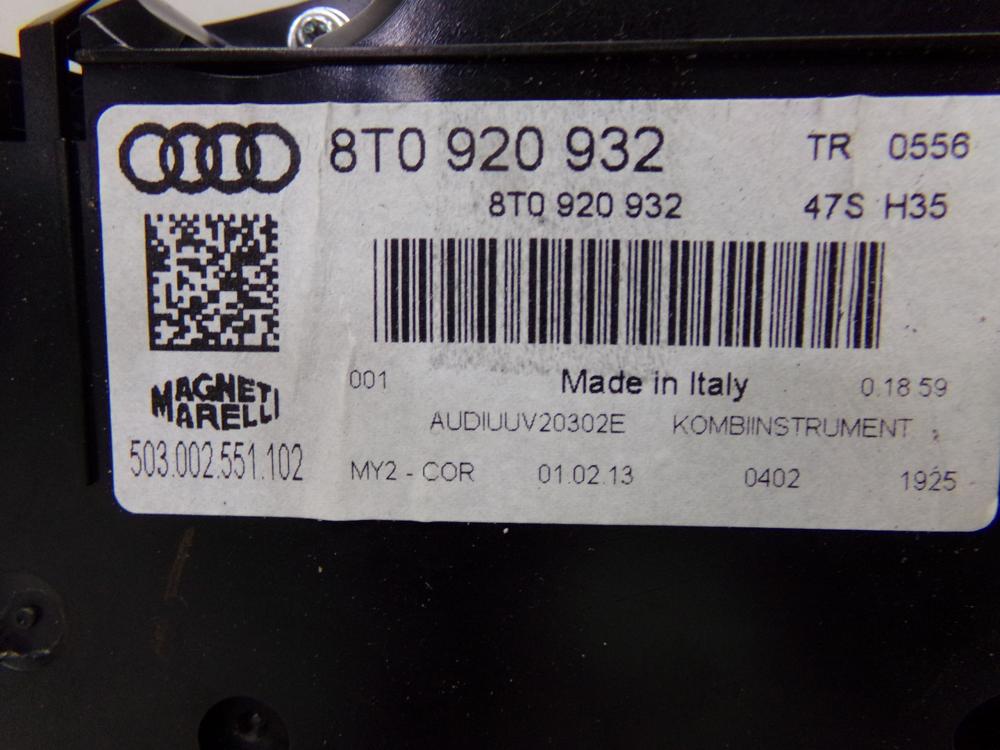 8T0 920 932 TR 0556
8T0 920 932 47S H35
001 Made in Italy 0.18 59
MAGNETI
MARELLI
AUDIUUV20302E KOMBIINSTRUMENT
503.002.551.102
MY2 - COR 01.02.13 0402 1925